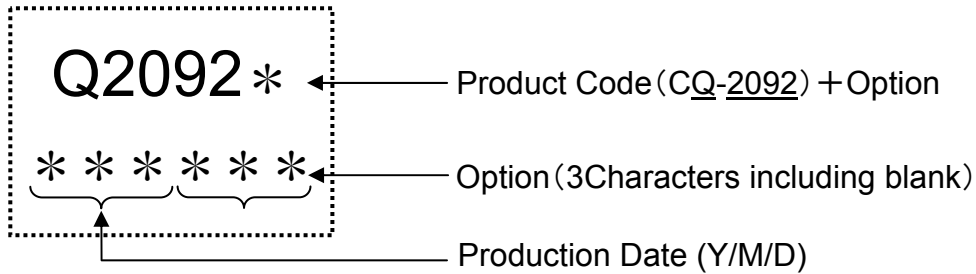 Q2092* Product Code(CQ-2092)+Option
****** Option(3Characters including blank)
Production Date (Y/M/D)